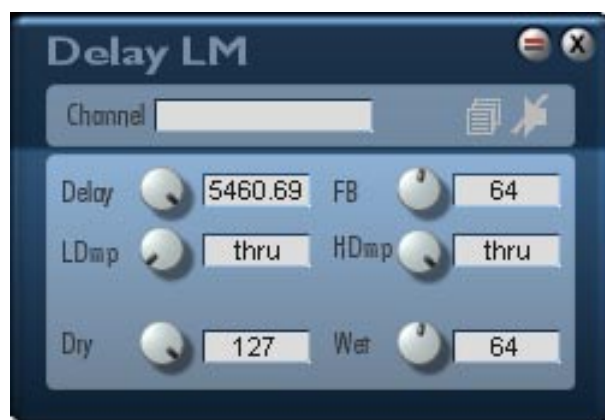 Delay LM
Channel
Delay 5460.69 FB 64
LDmp thru HDmp thru
Dry 127 Wet 64